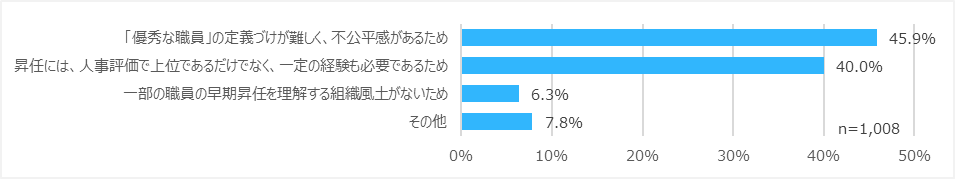 「優秀な職員」の定義づけが難しく、不公平感があるため 45.9%
昇任には、人事評価で上位であるだけでなく、一定の経験も必要であるため 40.0%
一部の職員の早期昇任を理解する組織風土がないため 6.3%
その他 7.8%
n=1,008
0% 10% 20% 30% 40% 50%